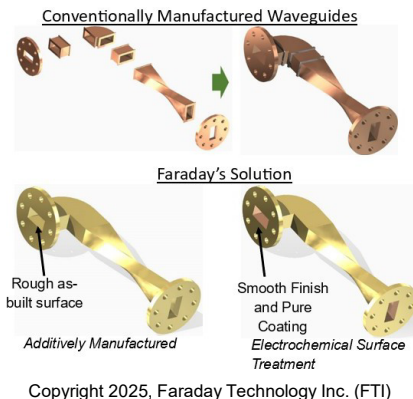 Conventionally Manufactured Waveguides
Faraday's Solution
Rough as-
built surface
Additively Manufactured
Smooth Finish
and Pure
Coating
Electrochemical Surface
Treatment
Copyright 2025, Faraday Technology Inc. (FTI)